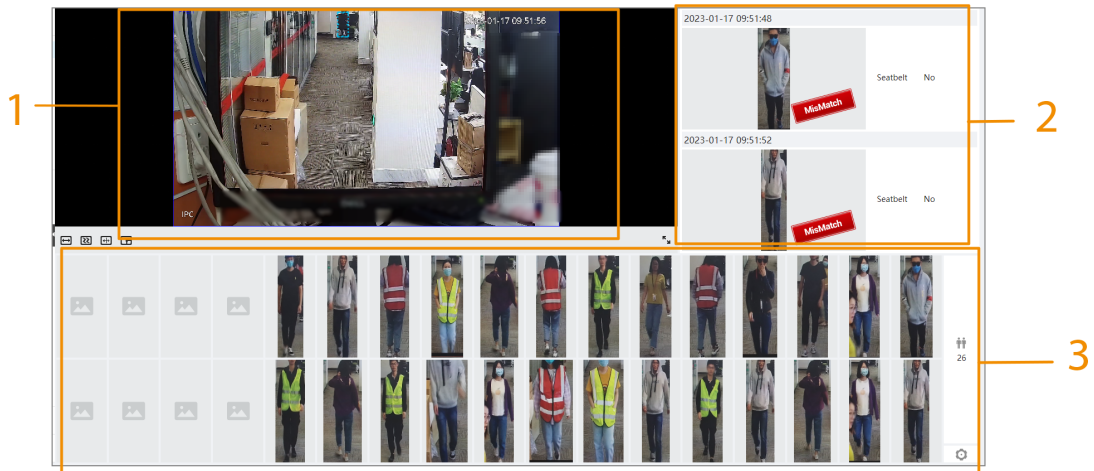 -01-17 09:51:56
IPC
1
2023-01-17 09:51:48
Seatbelt No
MisMatch
2023-01-17 09:51:52
Seatbelt No
MisMatch
2
26
3